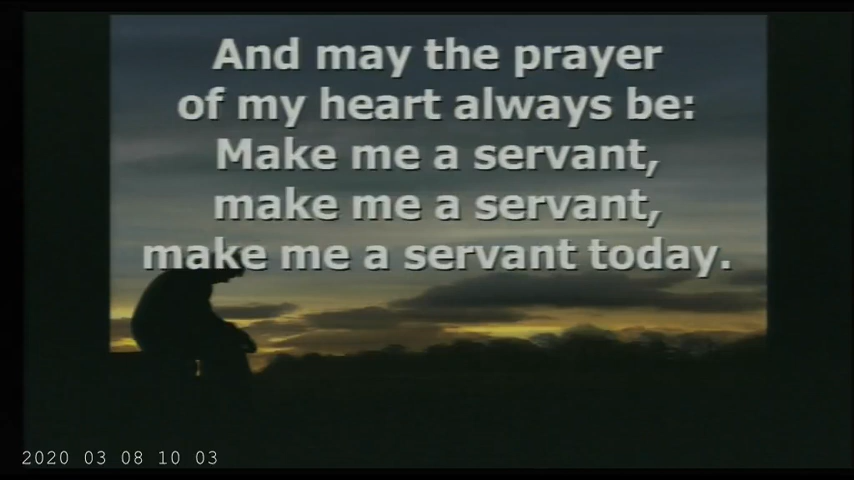 And may the prayer
of my heart always be:
Make me a servant,
make me a servant,
make me a servant today.
2020 03 08 10 03